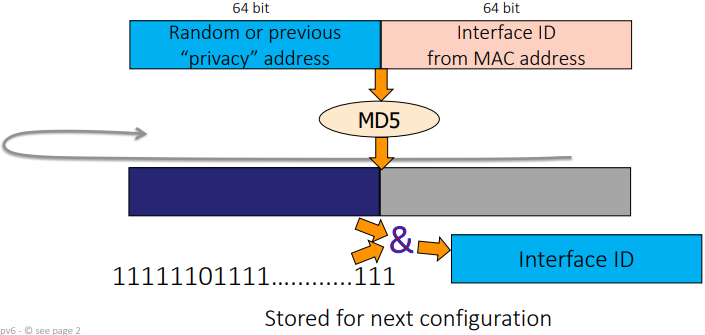 64 bit
64 bit
Random or previous
“privacy” address
Interface ID
from MAC address
MD5
&
Interface ID
11111101111............111
Stored for next configuration
pv6 - © see page 2